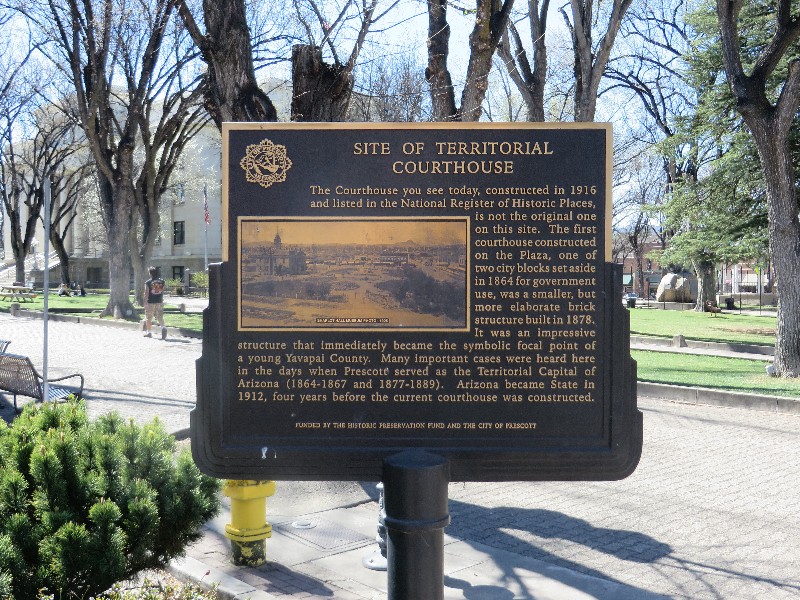 SITE OF TERRITORIAL
COURTHOUSE
The Courthouse you see today, constructed in 1916
and listed in the National Register of Historic Places,
is not the original one
on this site. The first
courthouse constructed
on the Plaza, one of
two city blocks set aside
in 1864 for government
use, was a smaller, but
more elaborate brick
structure built in 1878.
It was an impressive
structure that immediately became the symbolic focal point of
a young Yavapai County. Many important cases were heard here
in the days when Prescott served as the Territorial Capital of
Arizona (1864-1867 and 1877-1889). Arizona became State in
1912, four years before the current courthouse was constructed.
SHARLOT HALL MUSEUM PHOTO
FUNDED BY THE HISTORIC PRESERVATION FUND AND THE CITY OF PRESCOTT